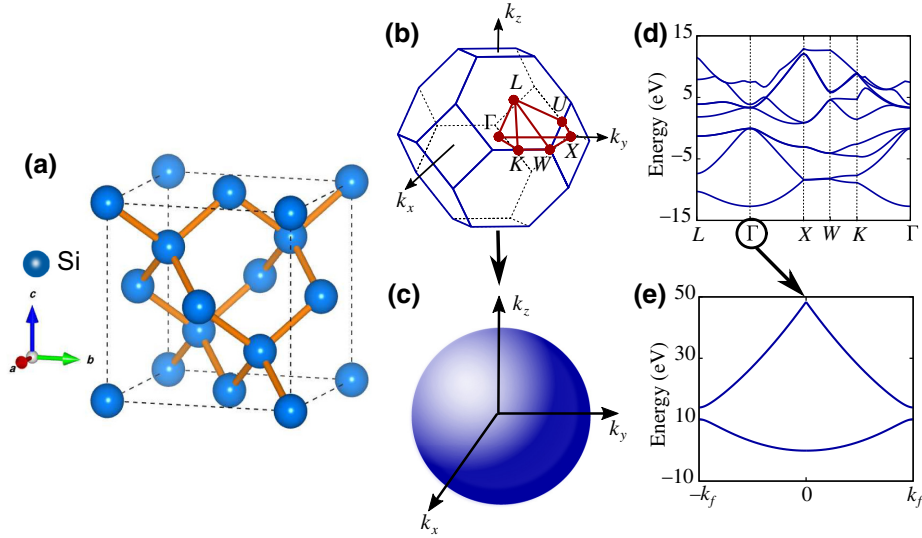 (a)
Si
c
a
b
(b)
k_z
L
U
Γ
X
k_y
K
W
k_x
(c)
k_z
k_y
k_x
(d)
15
5
−5
−15
Energy (eV)
L Γ X W K Γ
(e)
50
30
10
−10
Energy (eV)
−k_f 0 k_f